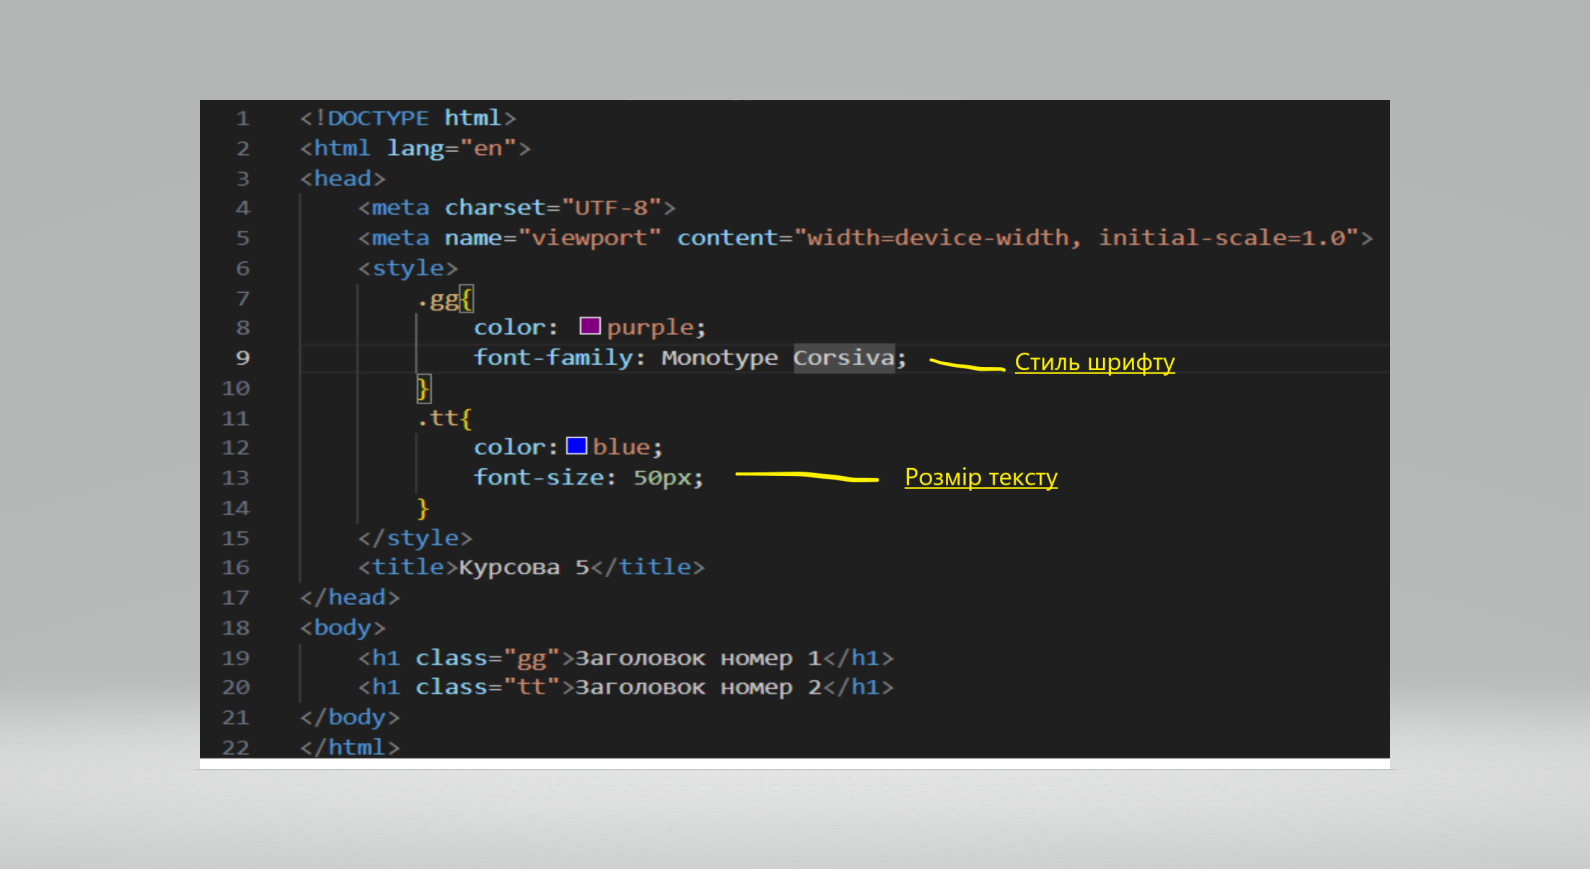 1 <!DOCTYPE html>
2 <html lang="en">
3 <head>
4 <meta charset="UTF-8">
5 <meta name="viewport" content="width=device-width, initial-scale=1.0">
6 <style>
7 .gg{
8 color: purple;
9 font-family: Monotype Corsiva; Стиль шрифту
10 }
11 .tt{
12 color: blue;
13 font-size: 50px; Розмір тексту
14 }
15 </style>
16 <title>Курсова 5</title>
17 </head>
18 <body>
19 <h1 class="gg">Заголовок номер 1</h1>
20 <h1 class="tt">Заголовок номер 2</h1>
21 </body>
22 </html>